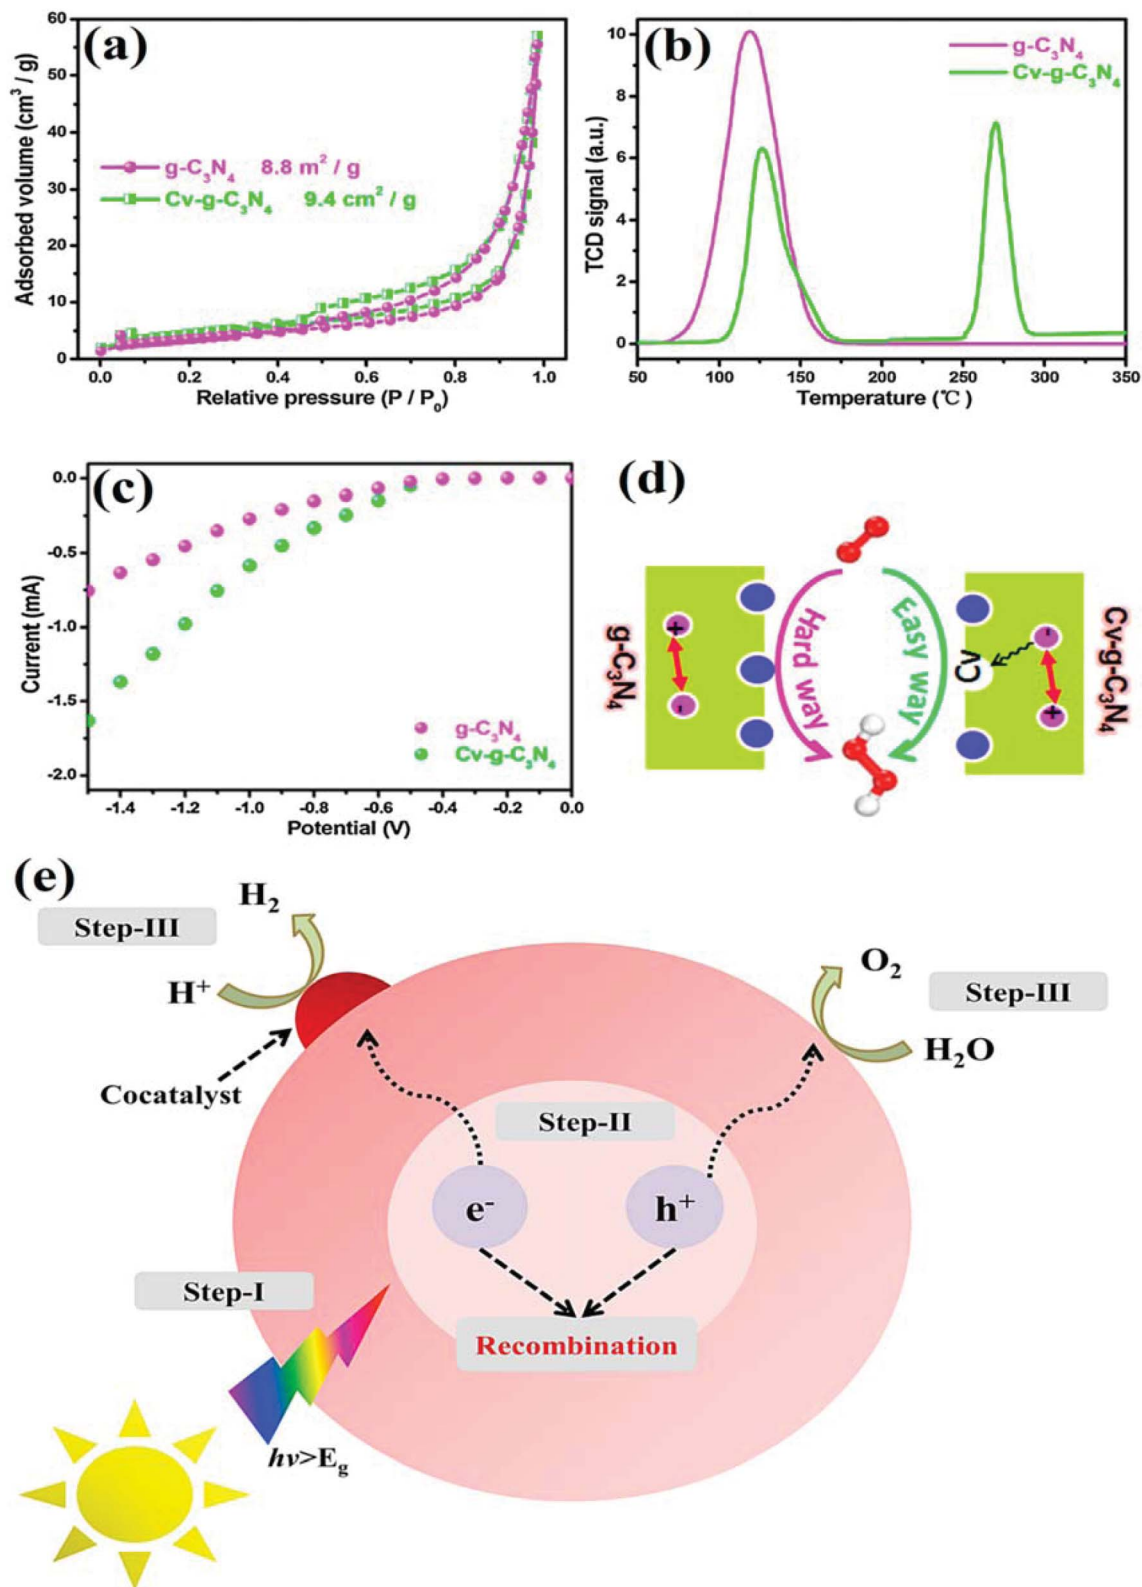 (a)
60
50
40
30
20
10
0
Adsorbed volume (cm³ / g)
g-C₃N₄ 8.8 m² / g
Cv-g-C₃N₄ 9.4 cm² / g
0.0 0.2 0.4 0.6 0.8 1.0
Relative pressure (P / P₀)
(b)
10
8
6
4
2
0
TCD signal (a.u.)
g-C₃N₄
Cv-g-C₃N₄
50 100 150 200 250 300 350
Temperature (℃)
(c)
0.0
-0.5
-1.0
-1.5
-2.0
Current (mA)
g-C₃N₄
Cv-g-C₃N₄
-1.4 -1.2 -1.0 -0.8 -0.6 -0.4 -0.2 0.0
Potential (V)
(d)
g-C₃N₄
+
-
Hard way
Easy way
Cv
-
+
Cv-g-C₃N₄
(e)
H₂
Step-III
H⁺
Cocatalyst
O₂
Step-III
H₂O
Step-II
e⁻
h⁺
Step-I
Recombination
hν>E₉